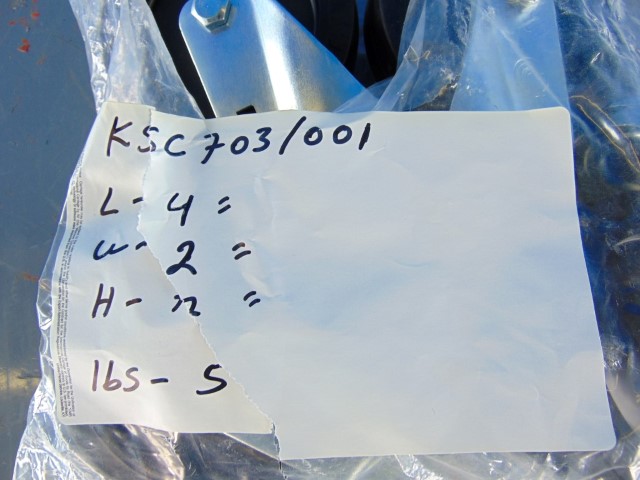 KSC703/001
L- 4"
W- 2"
H- n"
lbs- 5